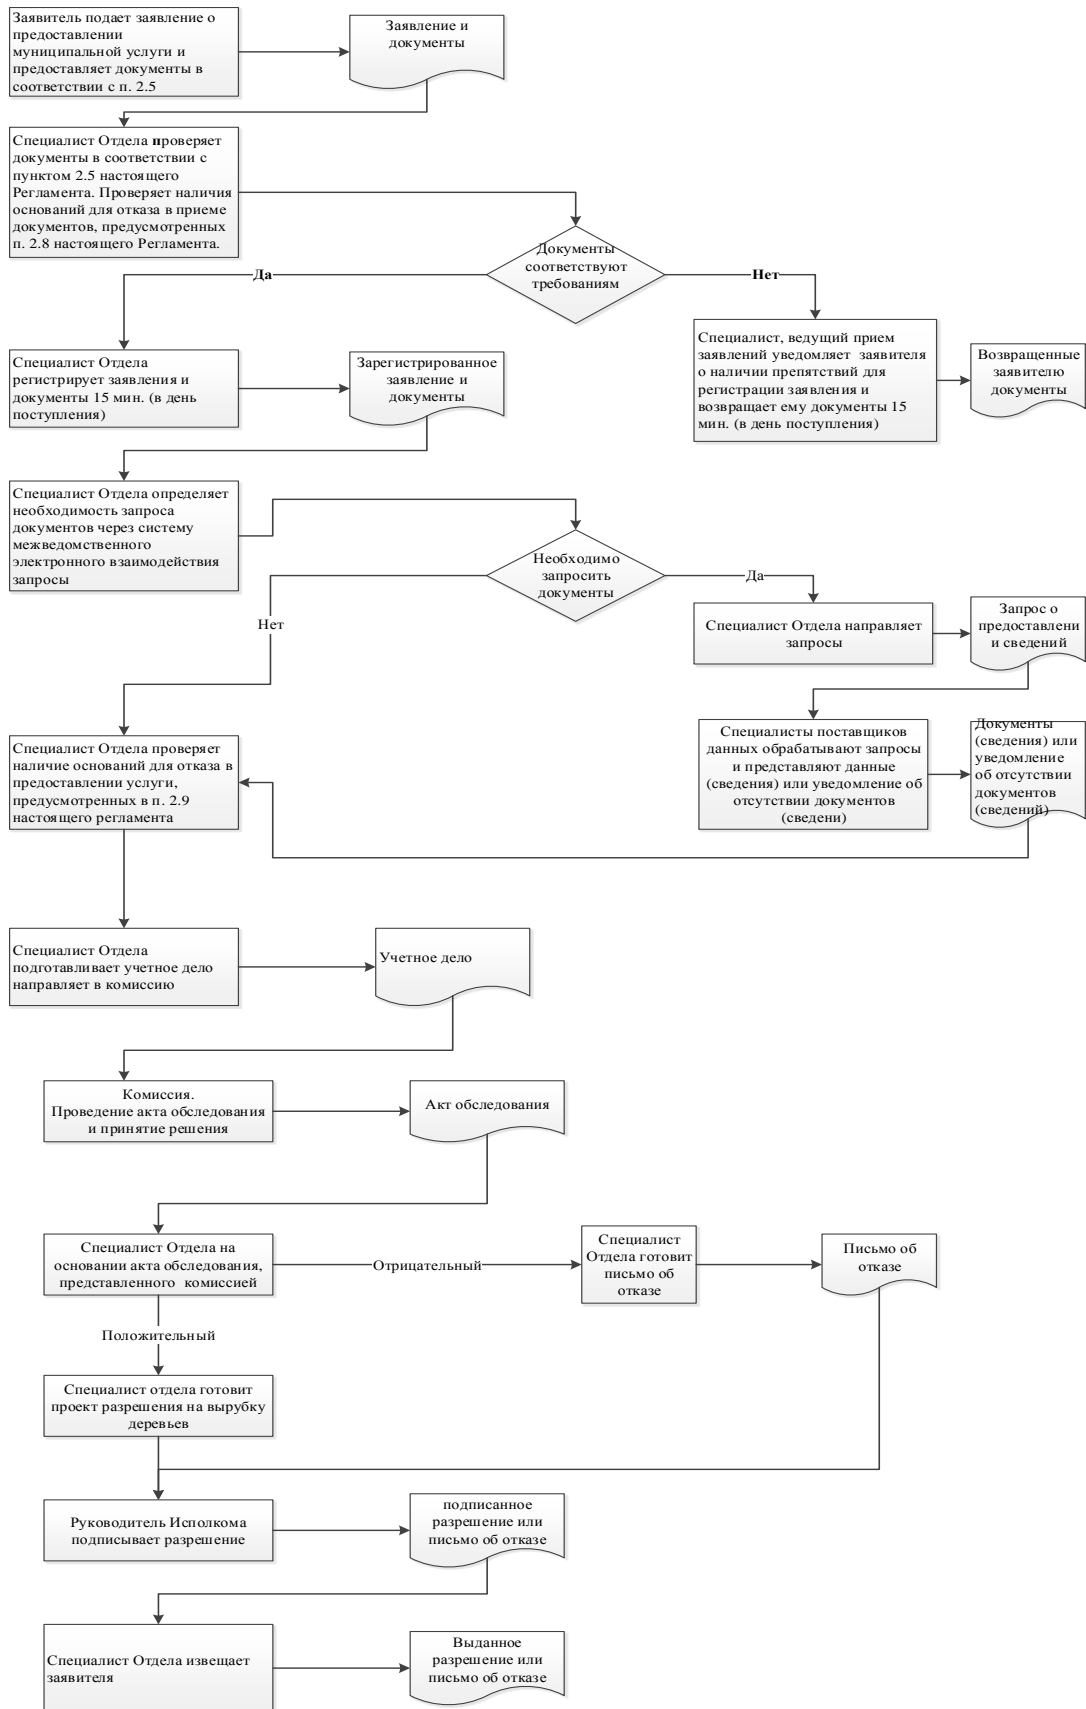 Заявитель подает заявление о
предоставлении
муниципальной услуги и
предоставляет документы в
соответствии с п. 2.5
Заявление и
документы
Специалист Отдела проверяет
документы в соответствии с
пунктом 2.5 настоящего
Регламента. Проверяет наличия
оснований для отказа в приеме
документов, предусмотренных
п. 2.8 настоящего Регламента.
Документы
соответствуют
требованиям
Да
Нет
Специалист Отдела
регистрирует заявления и
документы 15 мин. (в день
поступления)
Зарегистрированное
заявление и
документы
Специалист, ведущий прием
заявлений уведомляет заявителя
о наличии препятствий для
регистрации заявления и
возвращает ему документы 15
мин. (в день поступления)
Возвращенные
заявителю
документы
Специалист Отдела определяет
необходимость запроса
документов через систему
межведомственного
электронного взаимодействия
запросы
Необходимо
запросить
документы
Да
Нет
Специалист Отдела направляет
запросы
Запрос о
предоставлени
и сведений
Специалист Отдела проверяет
наличие оснований для отказа в
предоставлении услуги,
предусмотренных в п. 2.9
настоящего регламента
Специалисты поставщиков
данных обрабатывают запросы
и представляют данные
(сведения) или уведомление об
отсутствии документов
(сведени)
Документы
(сведения) или
уведомление
об отсутствии
документов
(сведений)
Специалист Отдела
подготавливает учетное дело
направляет в комиссию
Учетное дело
Комиссия.
Проведение акта обследования
и принятие решения
Акт обследования
Специалист Отдела на
основании акта обследования,
представленного комиссией
Отрицательный
Специалист
Отдела готовит
письмо об
отказе
Письмо об
отказе
Положительный
Специалист отдела готовит
проект разрешения на вырубку
деревьев
Руководитель Исполкома
подписывает разрешение
подписанное
разрешение или
письмо об отказе
Специалист Отдела извещает
заявителя
Выданное
разрешение или
письмо об отказе